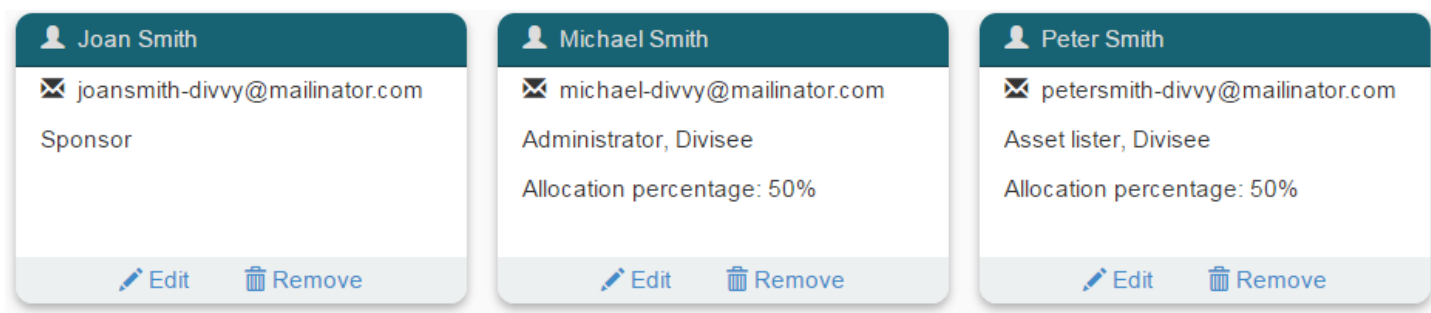 Joan Smith
joansmith-divvy@mailinator.com
Sponsor
Edit Remove
Michael Smith
michael-divvy@mailinator.com
Administrator, Divisee
Allocation percentage: 50%
Edit Remove
Peter Smith
petersmith-divvy@mailinator.com
Asset lister, Divisee
Allocation percentage: 50%
Edit Remove